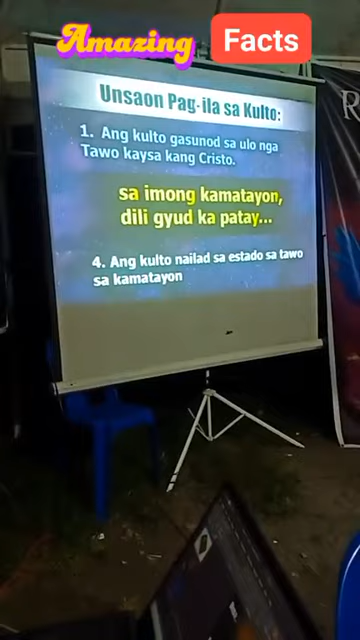 Amazing Facts
Unsaon Pag-ila sa Kulto:
1. Ang kulto gasunod sa ulo nga
Tawo kaysa kang Cristo.
sa imong kamatayon,
dili gyud ka patay...
4. Ang kulto nailad sa estado sa tawo
sa kamatayon
R